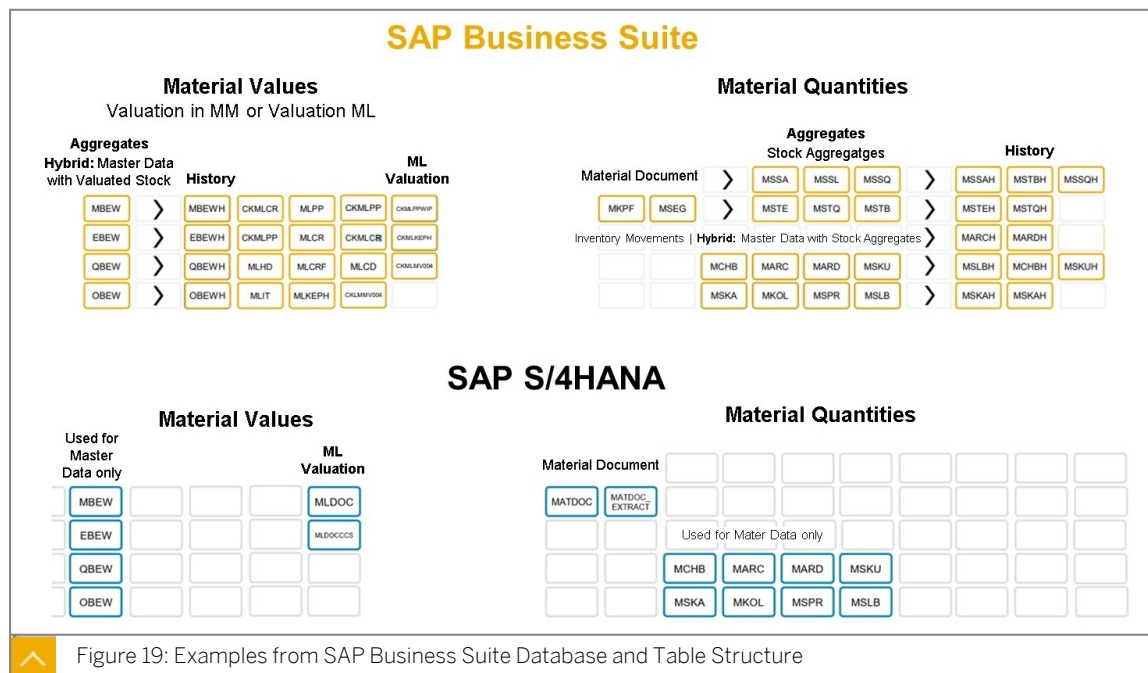 SAP Business Suite
Material Values
Valuation in MM or Valuation ML
Aggregates
Hybrid: Master Data
with Valuated Stock
History
ML
Valuation
MBEW MBEWH CKMLCR MLPP CKMLPP CKMLPPWIP
EBEW EBEWH CKMLPP MLCR CKMLCR CKMLKEPH
QBEW QBEWH MLHD MLCRF MLCD CKMLMV004
OBEW OBEWH MLIT MLKEPH CKLMMV004
Material Quantities
Aggregates
Stock Aggregatges
History
Material Document
MSSA MSSL MSSQ MSSAH MSTBH MSSQH
MKPF MSEG MSTE MSTQ MSTB MSTEH MSTQH
Inventory Movements | Hybrid: Master Data with Stock Aggregates MARCH MARDH
MCHB MARC MARD MSKU MSLBH MCHBH MSKUH
MSKA MKOL MSPR MSLB MSKAH MSKAH
SAP S/4HANA
Material Values
Used for
Master
Data only
ML
Valuation
MBEW MLDOC
EBEW MLDOCCCS
QBEW
OBEW
Material Quantities
Material Document
MATDOC MATDOC_
EXTRACT
Used for Mater Data only
MCHB MARC MARD MSKU
MSKA MKOL MSPR MSLB
Figure 19: Examples from SAP Business Suite Database and Table Structure